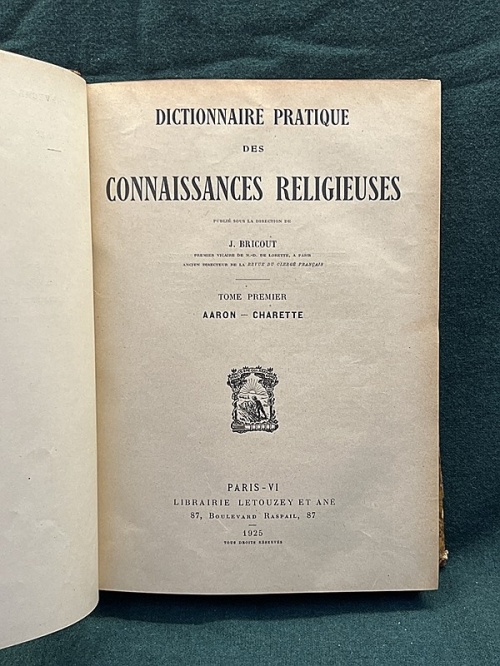 DICTIONNAIRE PRATIQUE
DES
CONNAISSANCES RELIGIEUSES
PUBLIÉ SOUS LA DIRECTION DE
J. BRICOUT
PREMIER VICAIRE DE N.-D. DE LORETTE, A PARIS
ANCIEN DIRECTEUR DE LA REVUE DU CLERGÉ FRANÇAIS
TOME PREMIER
AARON — CHARETTE
PARIS-VI
LIBRAIRIE LETOUZEY ET ANÉ
87, BOULEVARD RASPAIL, 87
1925
TOUS DROITS RÉSERVÉS